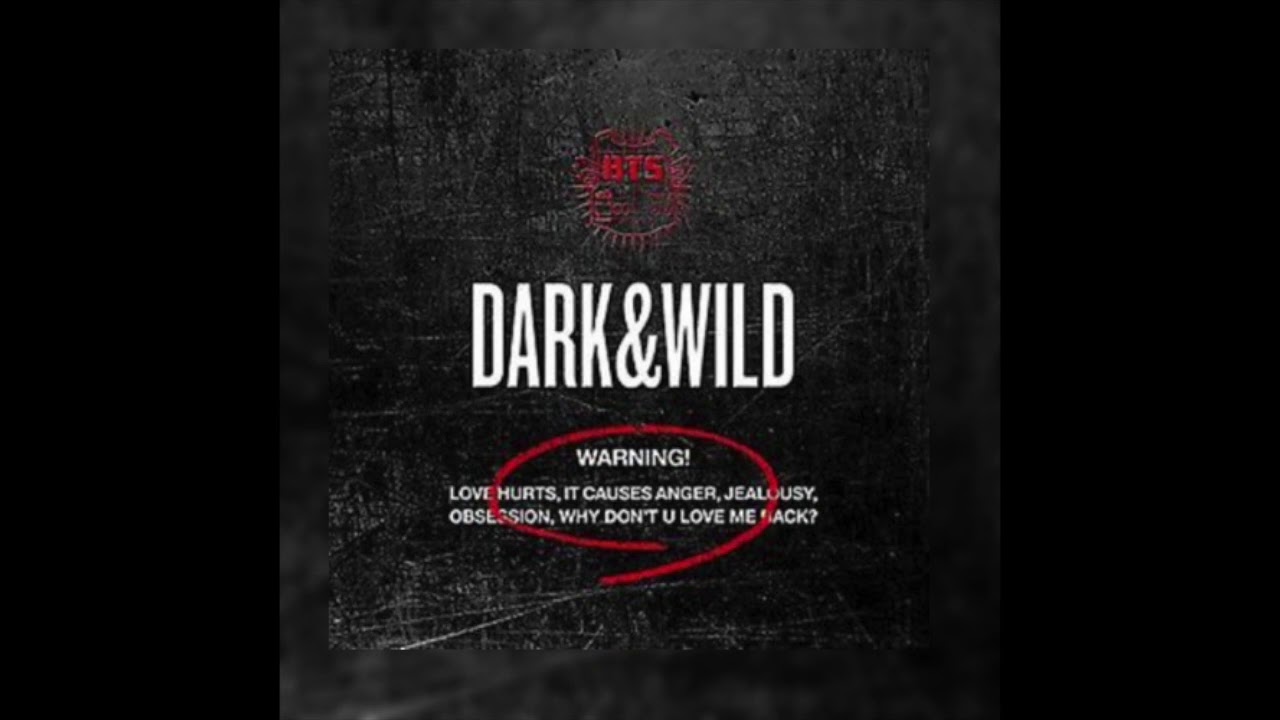 BTS
DARK&WILD
WARNING!
LOVE HURTS, IT CAUSES ANGER, JEALOUSY,
OBSESSION, WHY DON'T U LOVE ME BACK?